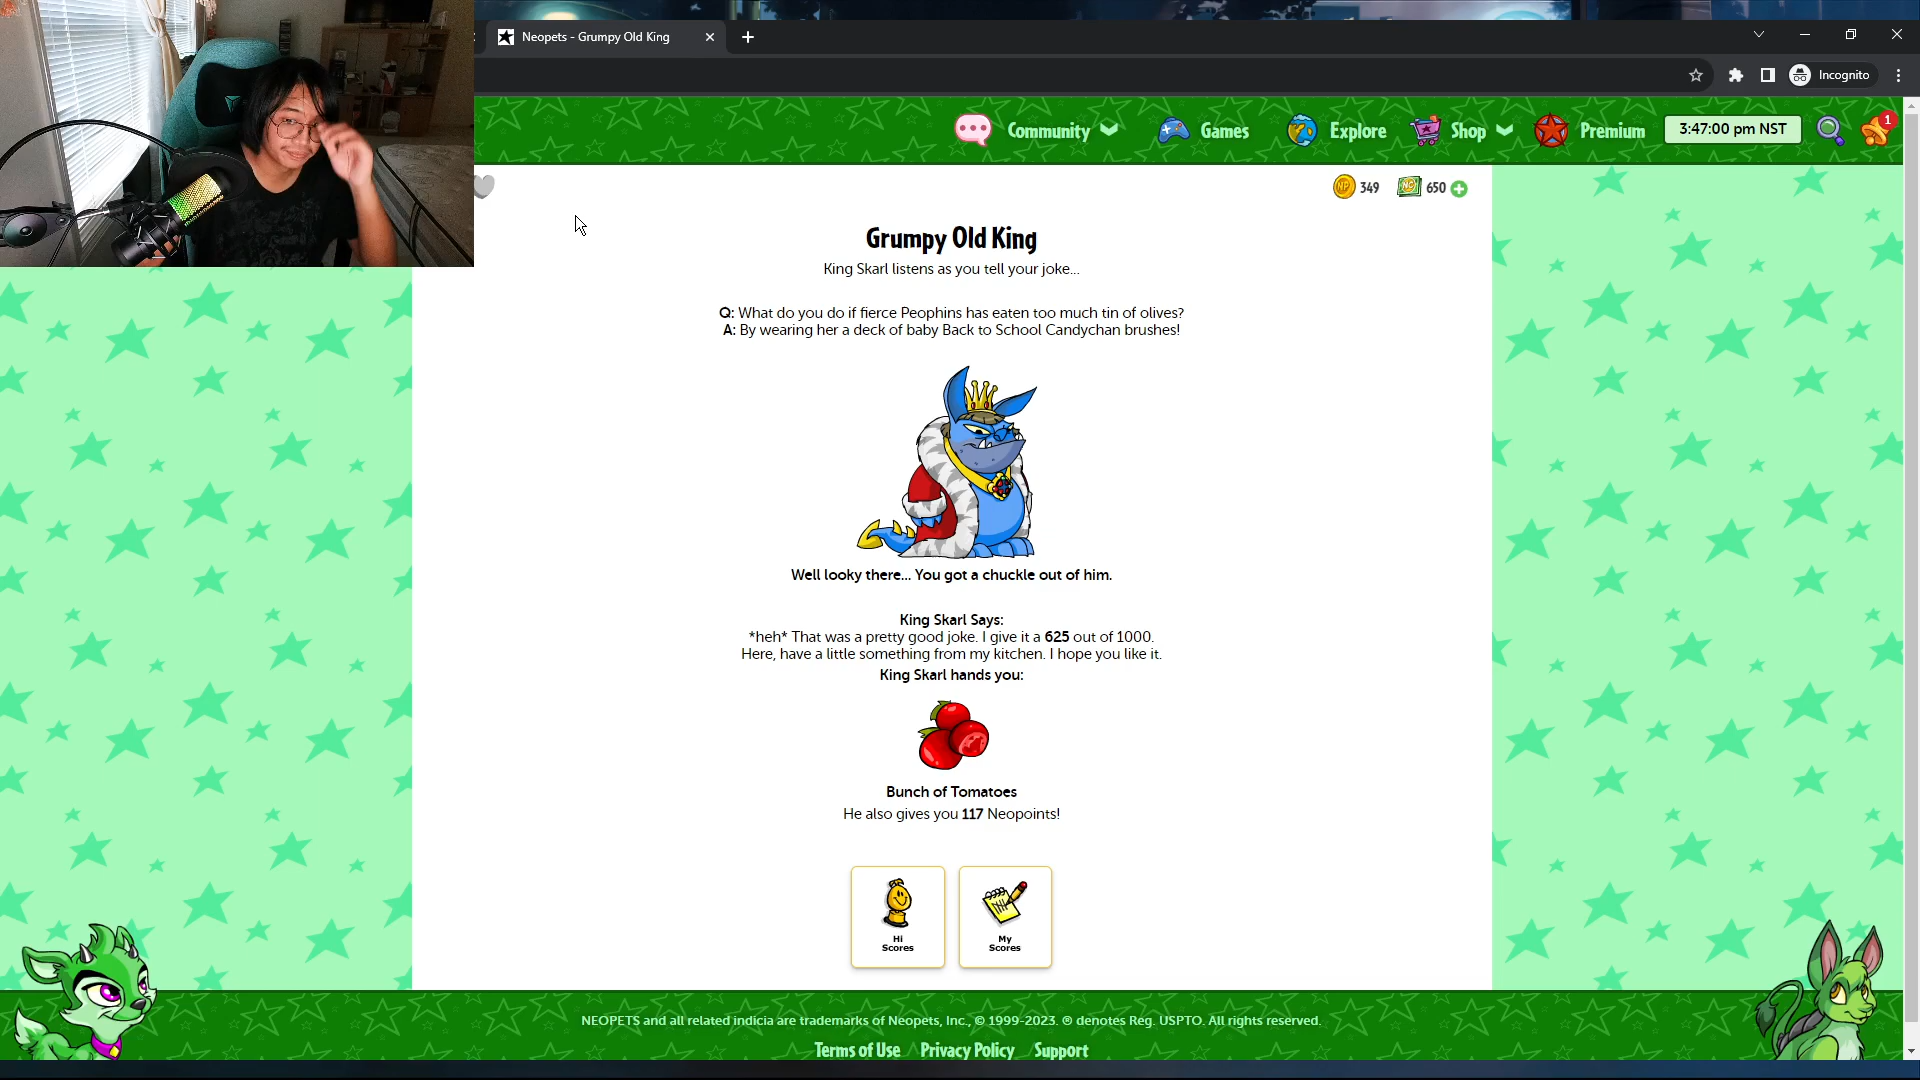 Neopets - Grumpy Old King
Incognito
Community
Games
Explore
Shop
Premium
3:47:00 pm NST
1
NP
349
NC
650
Grumpy Old King
King Skarl listens as you tell your joke...
Q: What do you do if fierce Peophins has eaten too much tin of olives?
A: By wearing her a deck of baby Back to School Candychan brushes!
Well looky there... You got a chuckle out of him.
King Skarl Says:
*heh* That was a pretty good joke. I give it a 625 out of 1000.
Here, have a little something from my kitchen. I hope you like it.
King Skarl hands you:
Bunch of Tomatoes
He also gives you 117 Neopoints!
Hi
Scores
My
Scores
NEOPETS and all related indicia are trademarks of Neopets, Inc., © 1999-2023. ® denotes Reg. USPTO. All rights reserved.
Terms of Use Privacy Policy Support